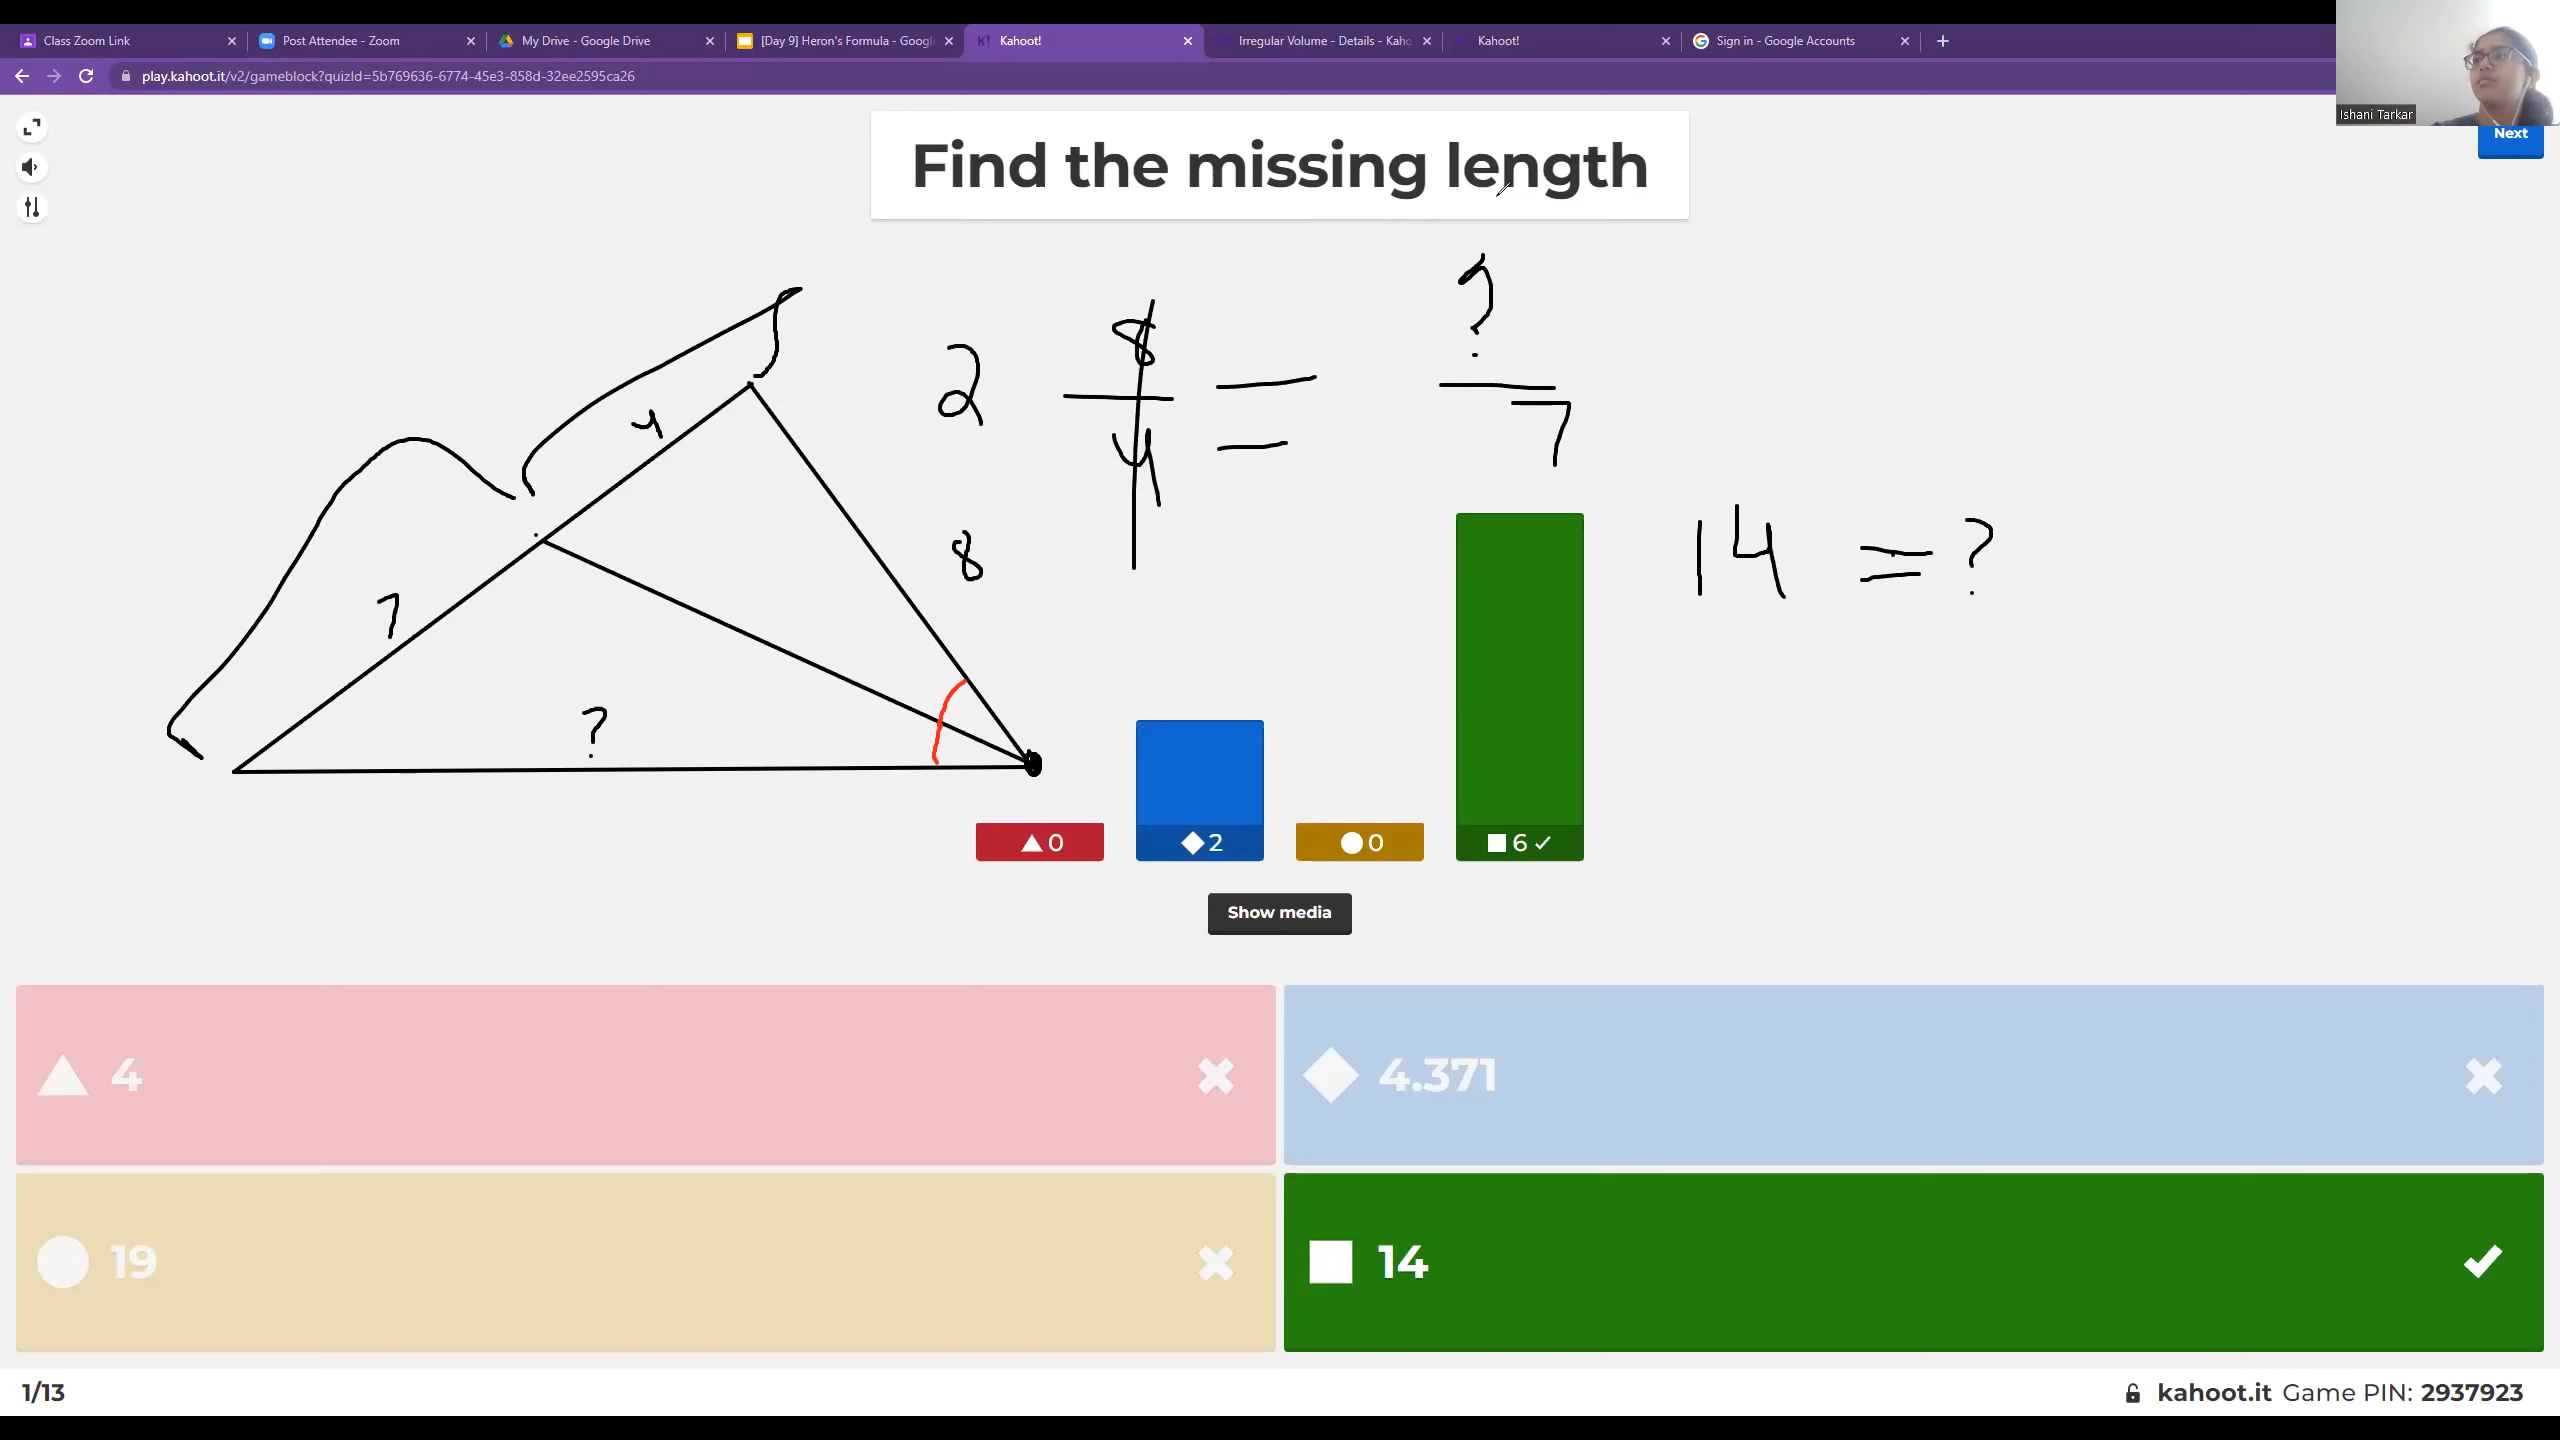 Class Zoom Link
Post Attendee - Zoom
My Drive - Google Drive
[Day 9] Heron's Formula - Googl
Kahoot!
Irregular Volume - Details - Kaho
Kahoot!
Sign in - Google Accounts
play.kahoot.it/v2/gameblock?quizId=5b769636-6774-45e3-858d-32ee2595ca26
Ishani Tarkar
Next
Find the missing length
4
7
?
8
2 8/4 = ?/7
14 = ?
0
2
0
6
Show media
4
4.371
19
14
1/13
kahoot.it Game PIN: 2937923